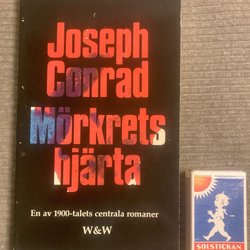 Joseph
Conrad
Mörkrets
hjärta
En av 1900-talets centrala romaner
W&W
SOLSTICKAN